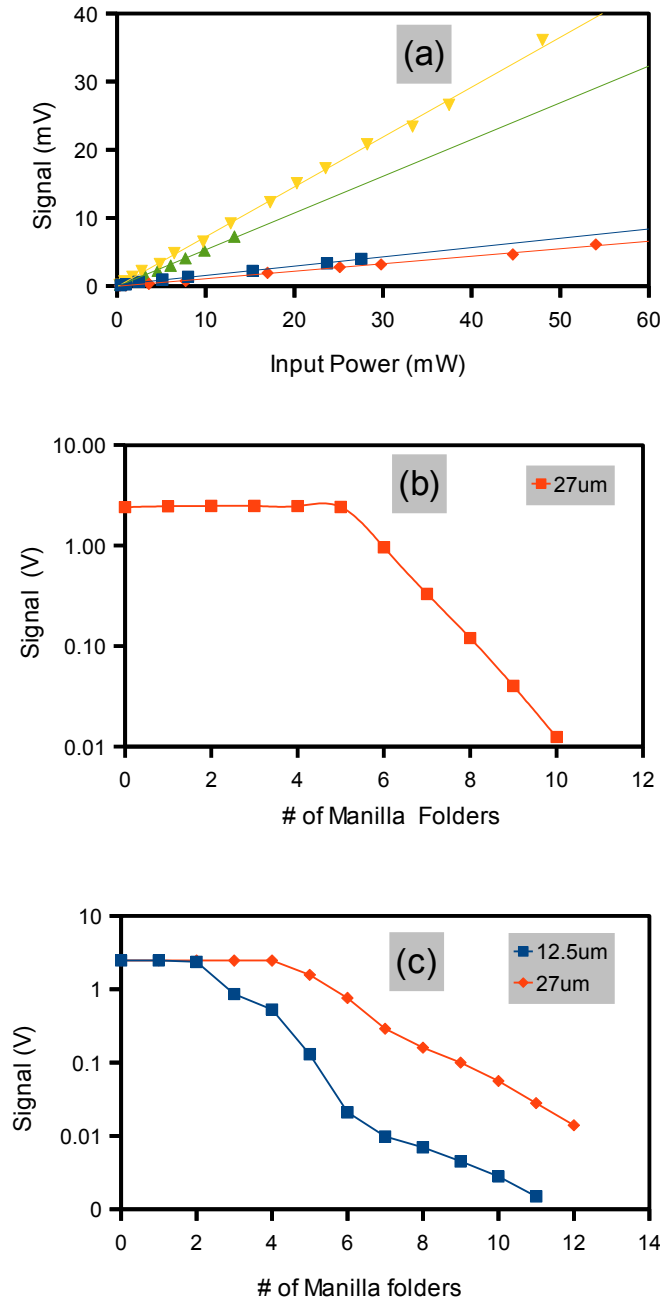 40
(a)
30
Signal (mV)
20
10
0
0 10 20 30 40 50 60
Input Power (mW)
10.00
(b)
27um
1.00
Signal (V)
0.10
0.01
0 2 4 6 8 10 12
# of Manilla Folders
10
12.5um
(c)
27um
1
Signal (V)
0.1
0.01
0
0 2 4 6 8 10 12 14
# of Manilla folders